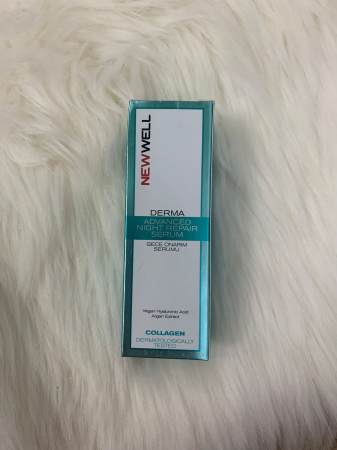 NEWWELL
DERMA
ADVANCED
NIGHT REPAIR
SERUM
GECE ONARIM
SERUMU
Vegan Hyaluronic Acid
Argan Extract
COLLAGEN
DERMATOLOGICALLY
TESTED